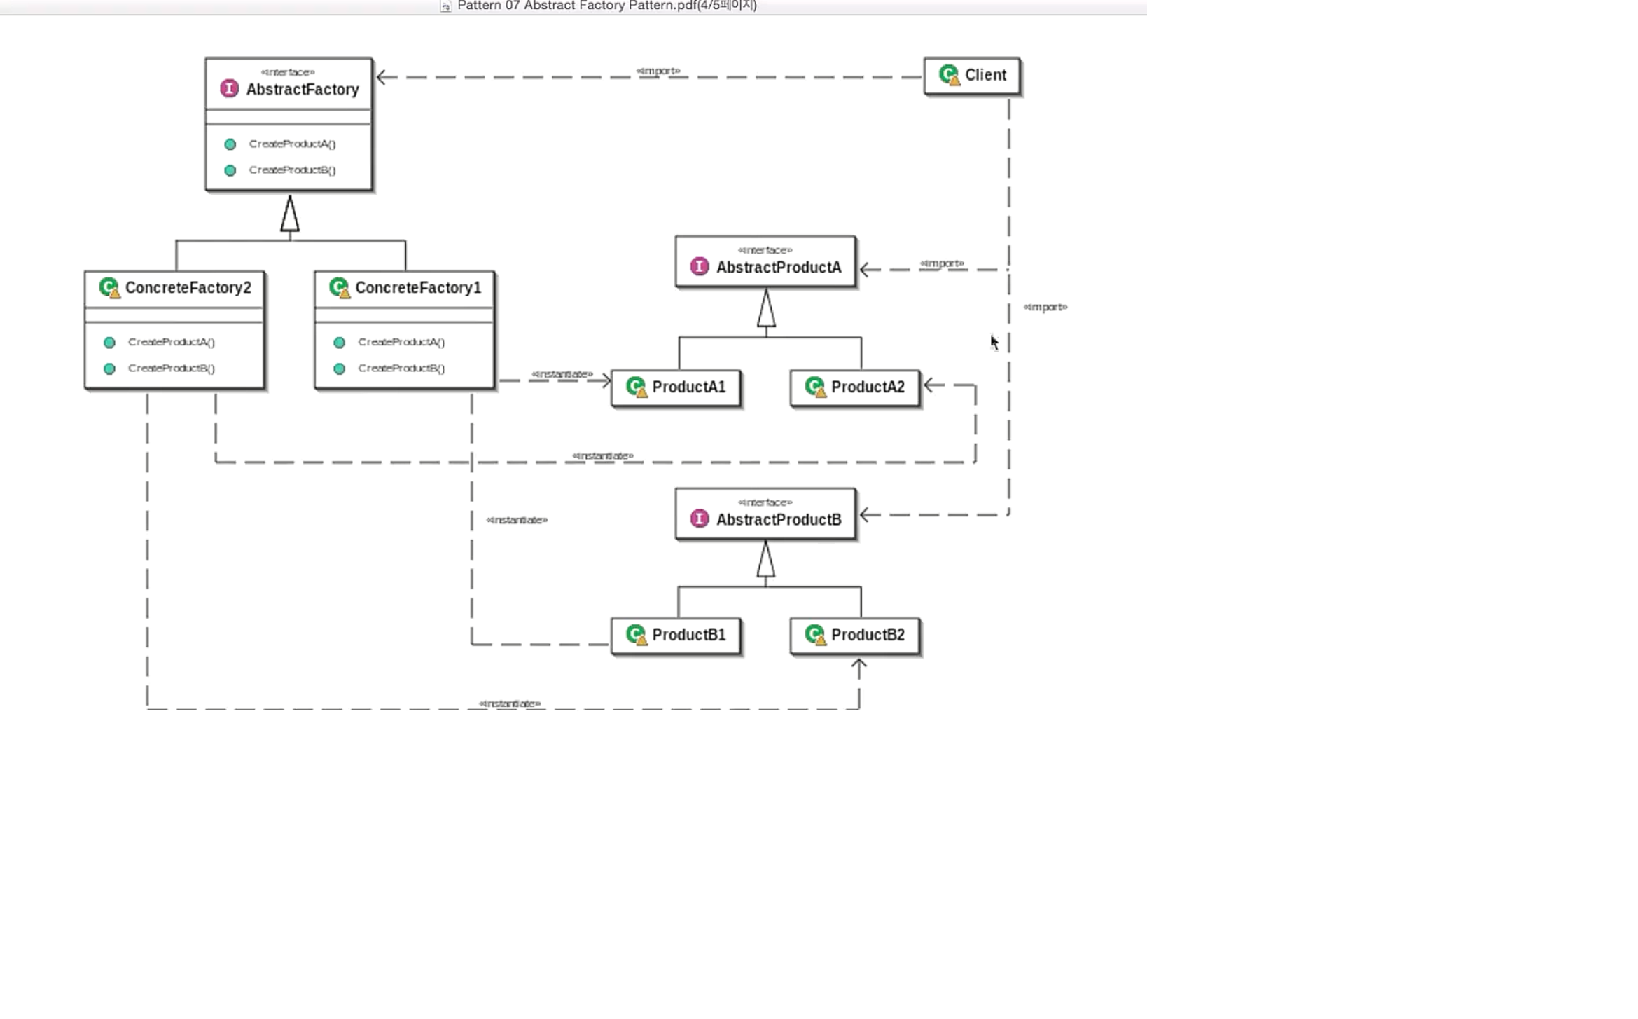 Pattern 07 Abstract Factory Pattern.pdf(4/5페이지)
«interface»
AbstractFactory
CreateProductA()
CreateProductB()
«import»
Client
ConcreteFactory2
CreateProductA()
CreateProductB()
ConcreteFactory1
CreateProductA()
CreateProductB()
«interface»
AbstractProductA
«import»
«import»
«instantiate»
ProductA1
ProductA2
«instantiate»
«interface»
AbstractProductB
«instantiate»
ProductB1
ProductB2
«instantiate»